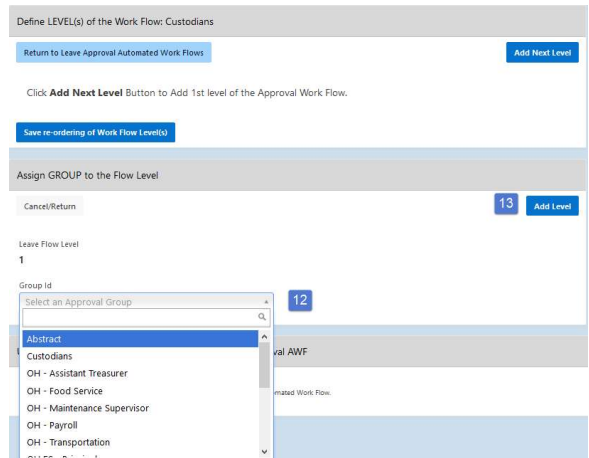 Define LEVEL(s) of the Work Flow: Custodians
Return to Leave Approval Automated Work Flows
Add Next Level
Click Add Next Level Button to Add 1st level of the Approval Work Flow.
Save re-ordering of Work Flow Level(s)
Assign GROUP to the Flow Level
Cancel/Return
13
Add Level
Leave Flow Level
1
Group Id
Select an Approval Group
12
Abstract
val AWF
Custodians
OH - Assistant Treasurer
OH - Food Service
omated Work Flow.
OH - Maintenance Supervisor
OH - Payroll
OH - Transportation